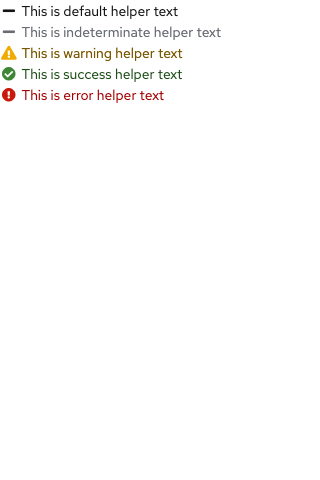 This is default helper text
This is indeterminate helper text
This is warning helper text
This is success helper text
This is error helper text